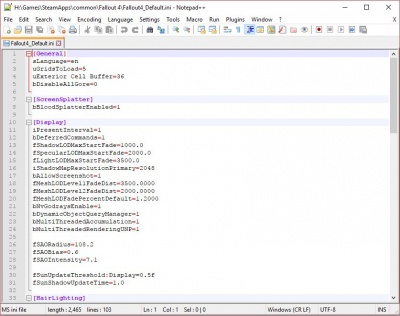 H:\Games\SteamApps\common\Fallout 4\Fallout4_Default.ini - Notepad++
File Edit Search View Encoding Language Settings Tools Macro Run Plugins Window ?
X
Fallout4_Default.ini
1 [General]
2 sLanguage=en
3 uGridsToLoad=5
4 uExterior Cell Buffer=36
5 bDisableAllGore=0
6
7 [ScreenSplatter]
8 bBloodSplatterEnabled=1
9
10 [Display]
11 iPresentInterval=1
12 bDeferredCommands=1
13 fShadowLODMaxStartFade=1000.0
14 fSpecularLODMaxStartFade=2000.0
15 fLightLODMaxStartFade=3500.0
16 iShadowMapResolutionPrimary=2048
17 bAllowScreenshot=1
18 fMeshLODLevel1FadeDist=3500.0000
19 fMeshLODLevel2FadeDist=2000.0000
20 fMeshLODFadePercentDefault=1.2000
21 bNvGodraysEnable=1
22 bDynamicObjectQueryManager=1
23 bMultiThreadedAccumulation=1
24 bMultiThreadedRenderingUNP=1
25
26 fSAORadius=108.2
27 fSAOBias=0.6
28 fSAOIntensity=7.1
29
30 fSunUpdateThreshold:Display=0.5f
31 fSunShadowUpdateTime=1.0
32
33 [HairLighting]
MS ini file length : 2,465 lines : 103 Ln : 1 Col : 1 Sel : 0 | 0 Windows (CR LF) UTF-8 INS